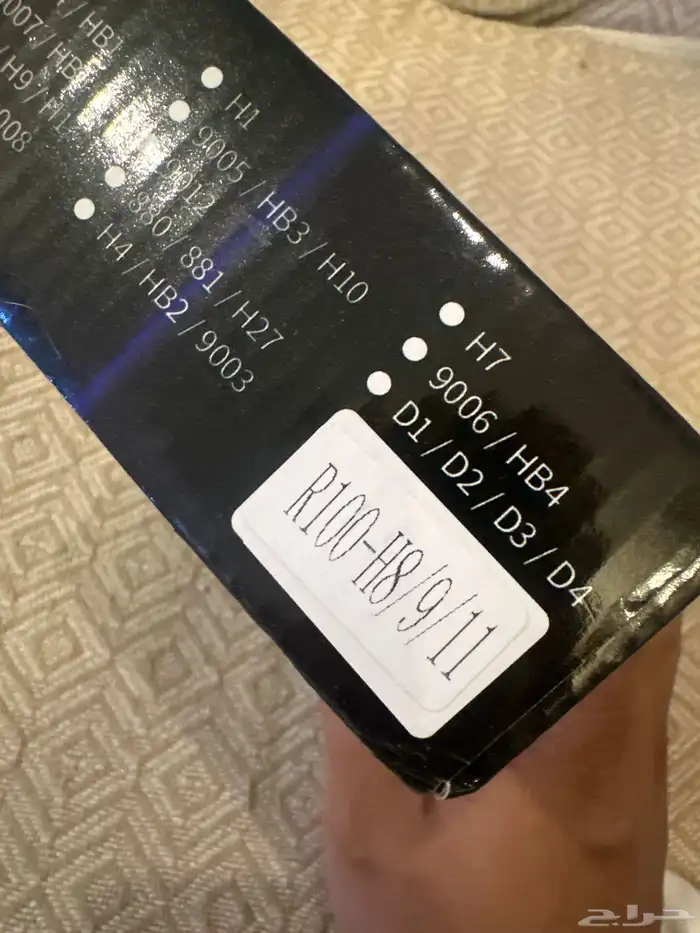 H1
9005 / HB3 / H10
9012
880 / 881 / H27
H4 / HB2 / 9003
H7
9006 / HB4
D1 / D2 / D3 / D4
R100-H8/9/11
حراج